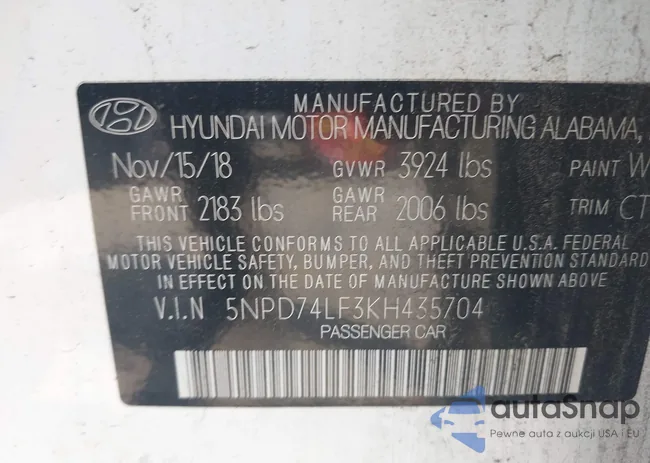 MANUFACTURED BY
HYUNDAI MOTOR MANUFACTURING ALABAMA,
Nov/15/18 GVWR 3924 lbs PAINT W
GAWR FRONT 2183 lbs GAWR REAR 2006 lbs TRIM CT
THIS VEHICLE CONFORMS TO ALL APPLICABLE U.S.A. FEDERAL
MOTOR VEHICLE SAFETY, BUMPER, AND THEFT PREVENTION STANDARD
IN EFFECT ON THE DATE OF MANUFACTURE SHOWN ABOVE
V.I.N 5NPD74LF3KH435704
PASSENGER CAR
autoSnap
Pewne auta z aukcji USA i EU